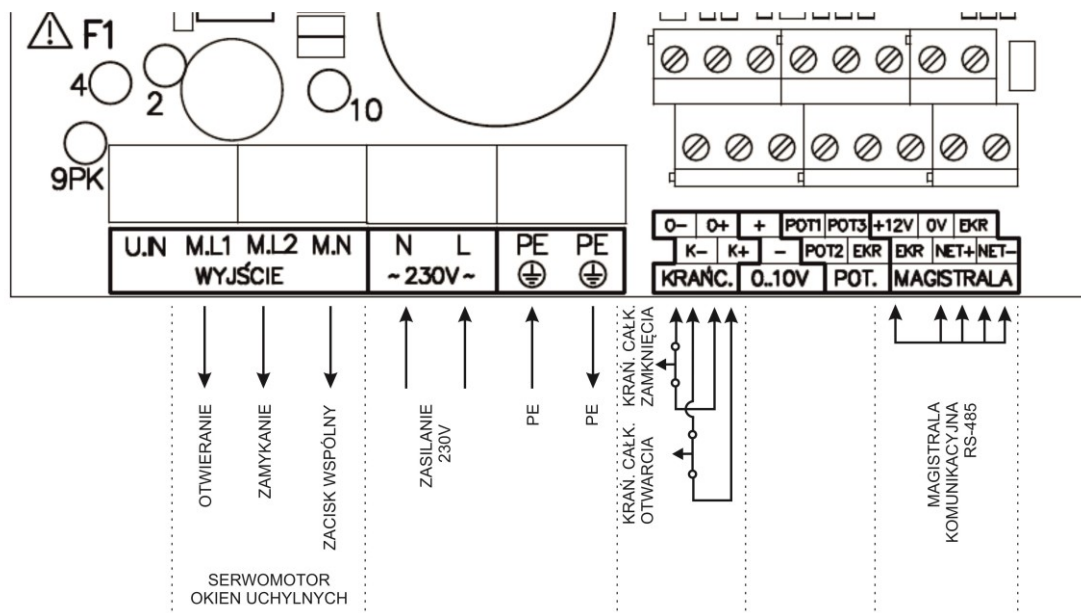 F1
4
2
10
9PK
U.IN M.L1 M.L2 M.N N L PE PE
WYJŚCIE ~230V~
O- O+ + POT1 POT3 +12V 0V EKR
K- K+ - POT2 EKR EKR NET+ NET-
KRAŃC. 0..10V POT. MAGISTRALA
OTWIERANIE
ZAMYKANIE
ZACISK WSPÓLNY
ZASILANIE
230V
PE
PE
KRAŃ. CAŁK.
ZAMKNIĘCIA
KRAŃ. CAŁK.
OTWARCIA
MAGISTRALA
KOMUNIKACYJNA
RS-485
SERWOMOTOR
OKIEN UCHYLNYCH